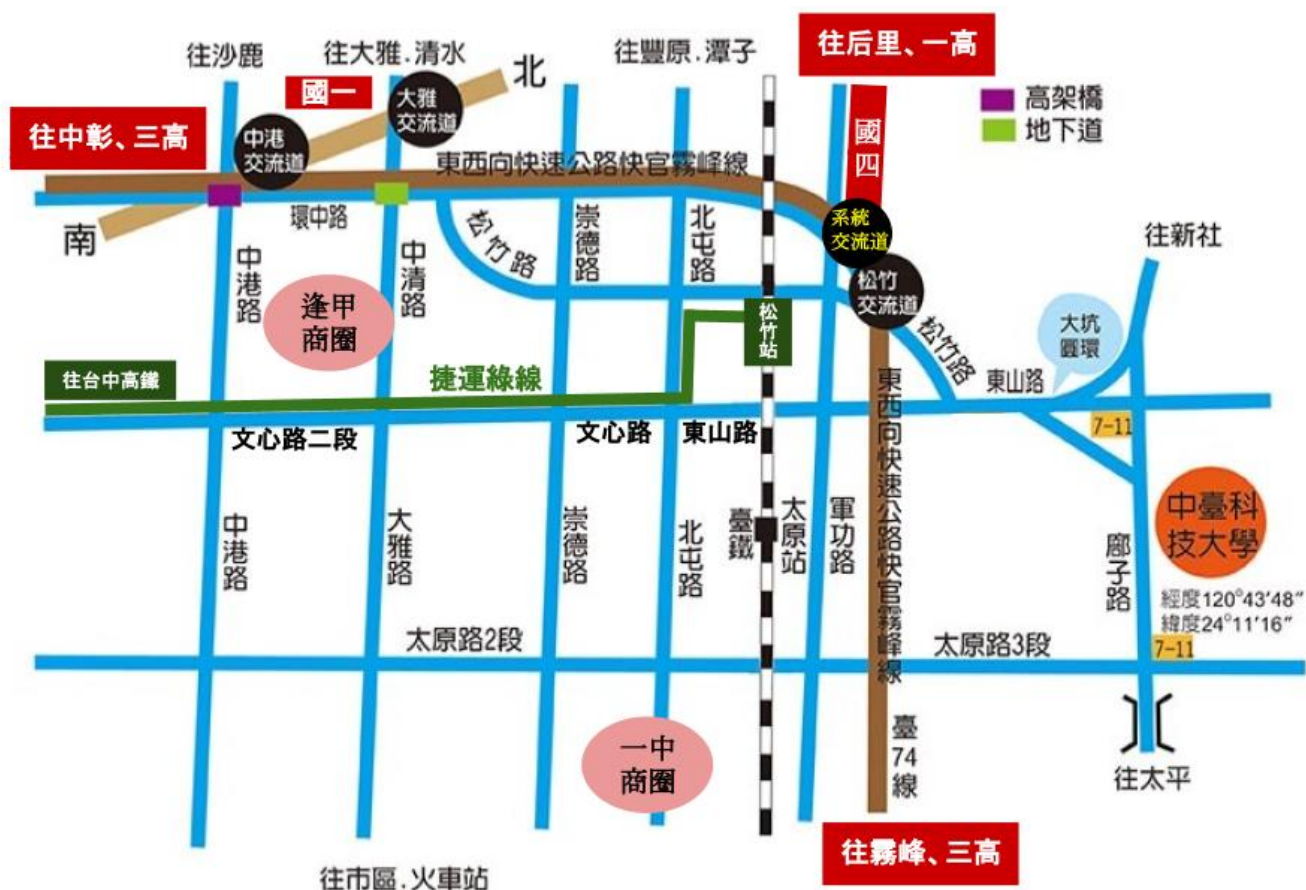 往沙鹿
往大雅.清水
往豐原.潭子
往后里、一高
國一
北
大雅
交流道
高架橋
地下道
往中彰、三高
中港
交流道
國四
東西向快速公路快官霧峰線
南
環中路
松竹路
崇德路
北屯路
系統
交流道
往新社
中港路
中清路
松竹
交流道
逢甲
商圈
松竹站
松竹路
大坑
圓環
往台中高鐵
捷運綠線
東山路
文心路二段
文心路
東山路
東西向快速公路快官霧峰線
7-11
中港路
大雅路
崇德路
北屯路
臺鐵
太原站
軍功路
廍子路
中臺科
技大學
經度120°43'48"
緯度24°11'16"
太原路2段
太原路3段
7-11
一中
商圈
臺74線
往太平
往霧峰、三高
往市區.火車站